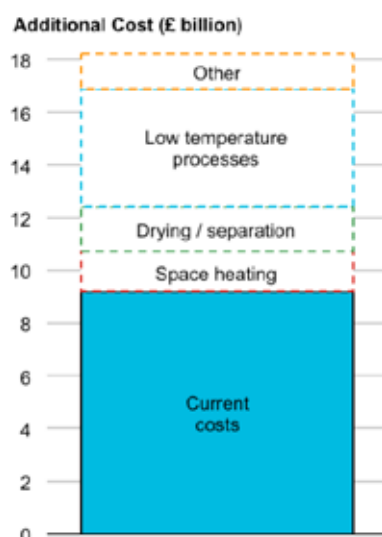 Additional Cost (£ billion)
18
Other
16
Low temperature
processes
14
12
Drying / separation
10
Space heating
8
6
Current
costs
4
2
0